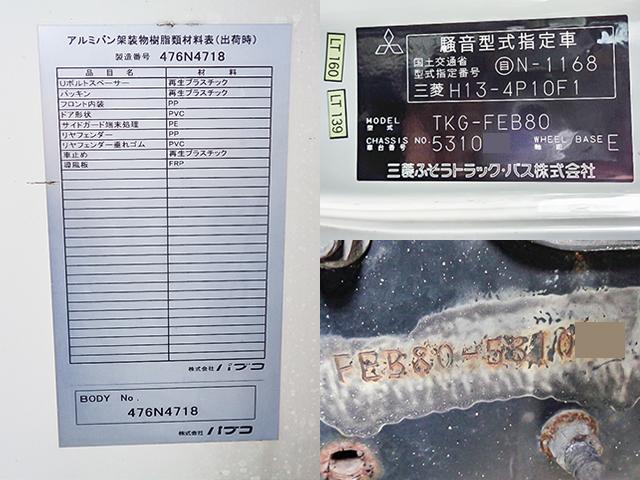 アルミバン架装物樹脂類材料表(出荷時)
製造番号 476N4718
品目名 材料
Uボルトスペーサー 再生プラスチック
パッキン 再生プラスチック
フロント内装 PP
ドア形状 PVC
サイドガード端末処理 PE
リヤフェンダー PP
リヤフェンダー垂れゴム PVC
車止め 再生プラスチック
導風板 FRP
株式会社パブコ
BODY No.
476N4718
株式会社パブコ
LT 160
LT 139
騒音型式指定車
国土交通省
型式指定番号 自N-1168
三菱 H13-4P10F1
MODEL
型式 TKG-FEB80
CHASSIS NO.
車台番号 5310
WHEEL BASE
軸距 E
三菱ふそうトラック・バス株式会社
FEB80-5310